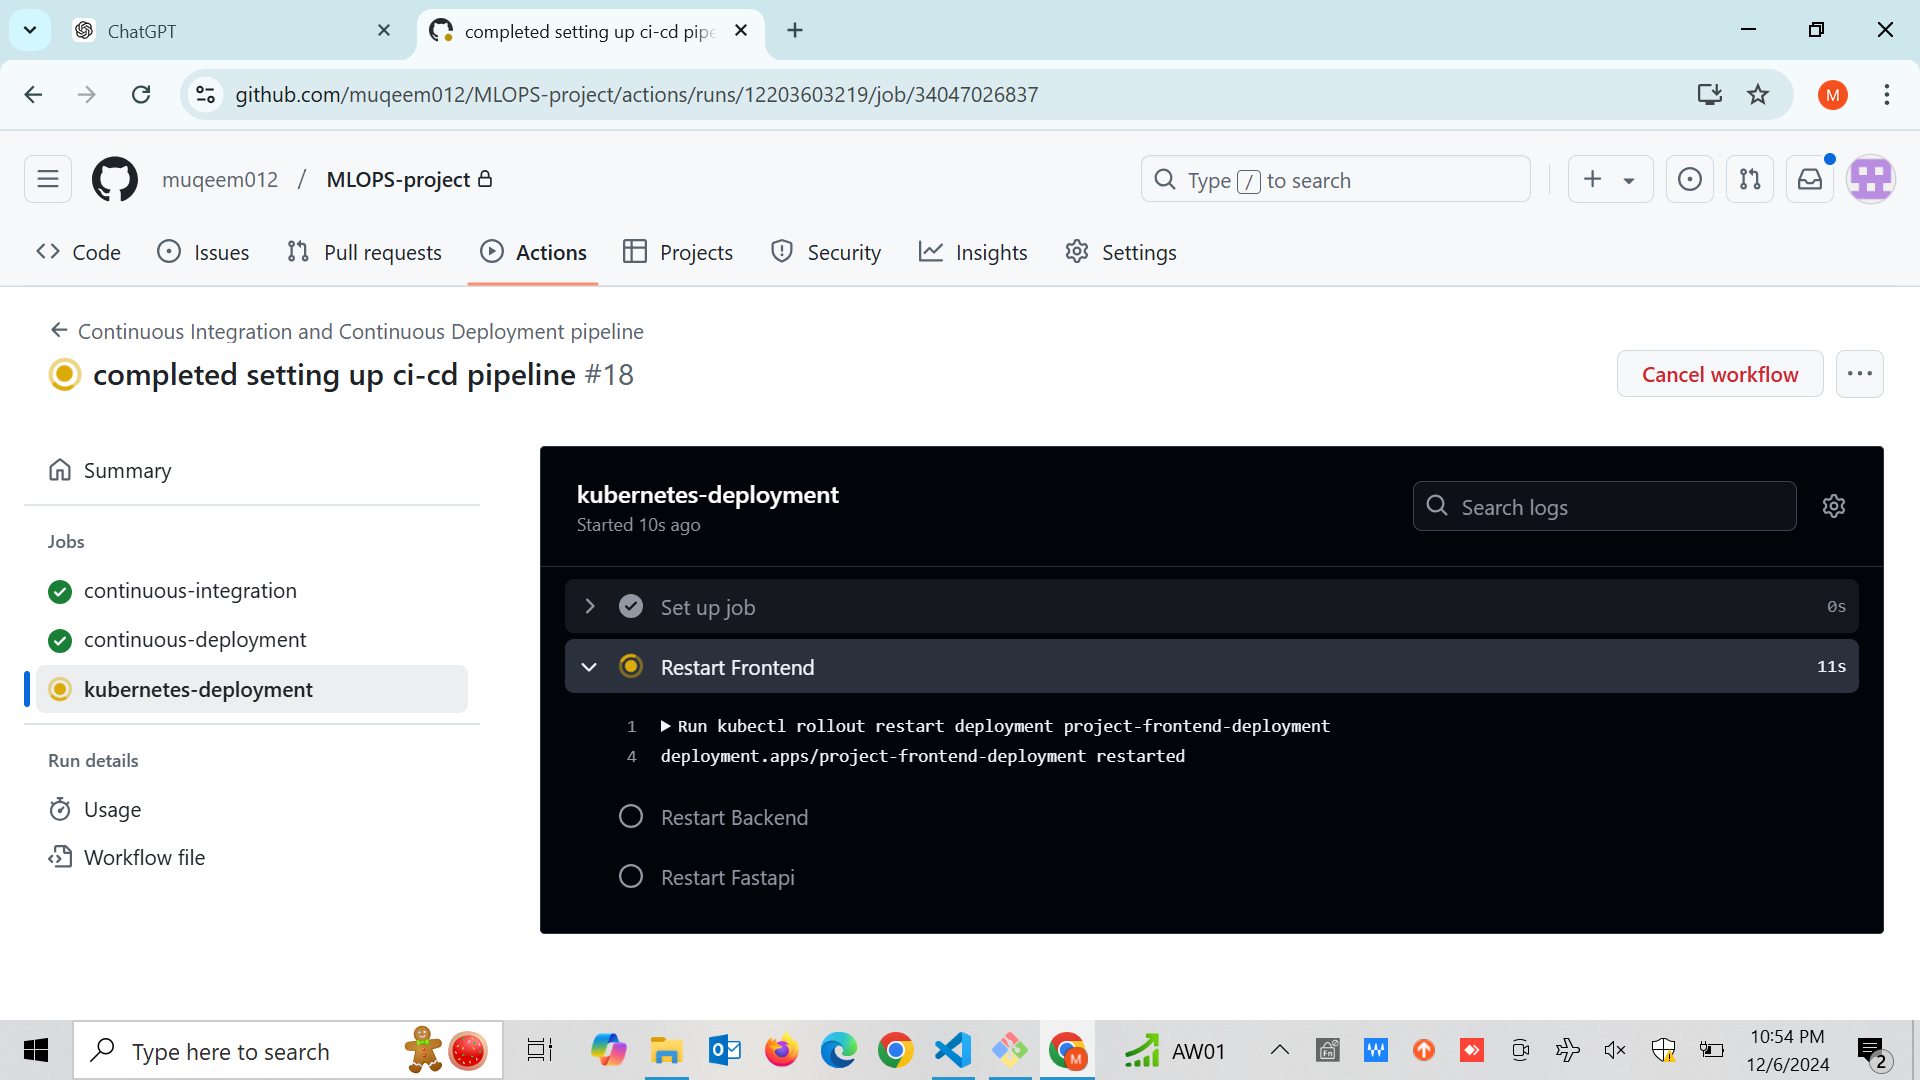 ChatGPT
completed setting up ci-cd pipe
github.com/muqeem012/MLOPS-project/actions/runs/12203603219/job/34047026837
M
muqeem012 / MLOPS-project
Type / to search
Code
Issues
Pull requests
Actions
Projects
Security
Insights
Settings
Continuous Integration and Continuous Deployment pipeline
completed setting up ci-cd pipeline #18
Cancel workflow
Summary
Jobs
continuous-integration
continuous-deployment
kubernetes-deployment
Run details
Usage
Workflow file
kubernetes-deployment
Started 10s ago
Search logs
Set up job
0s
Restart Frontend
11s
1 Run kubectl rollout restart deployment project-frontend-deployment
4 deployment.apps/project-frontend-deployment restarted
Restart Backend
Restart Fastapi
Type here to search
M
AW01
Fn
10:54 PM
12/6/2024
2